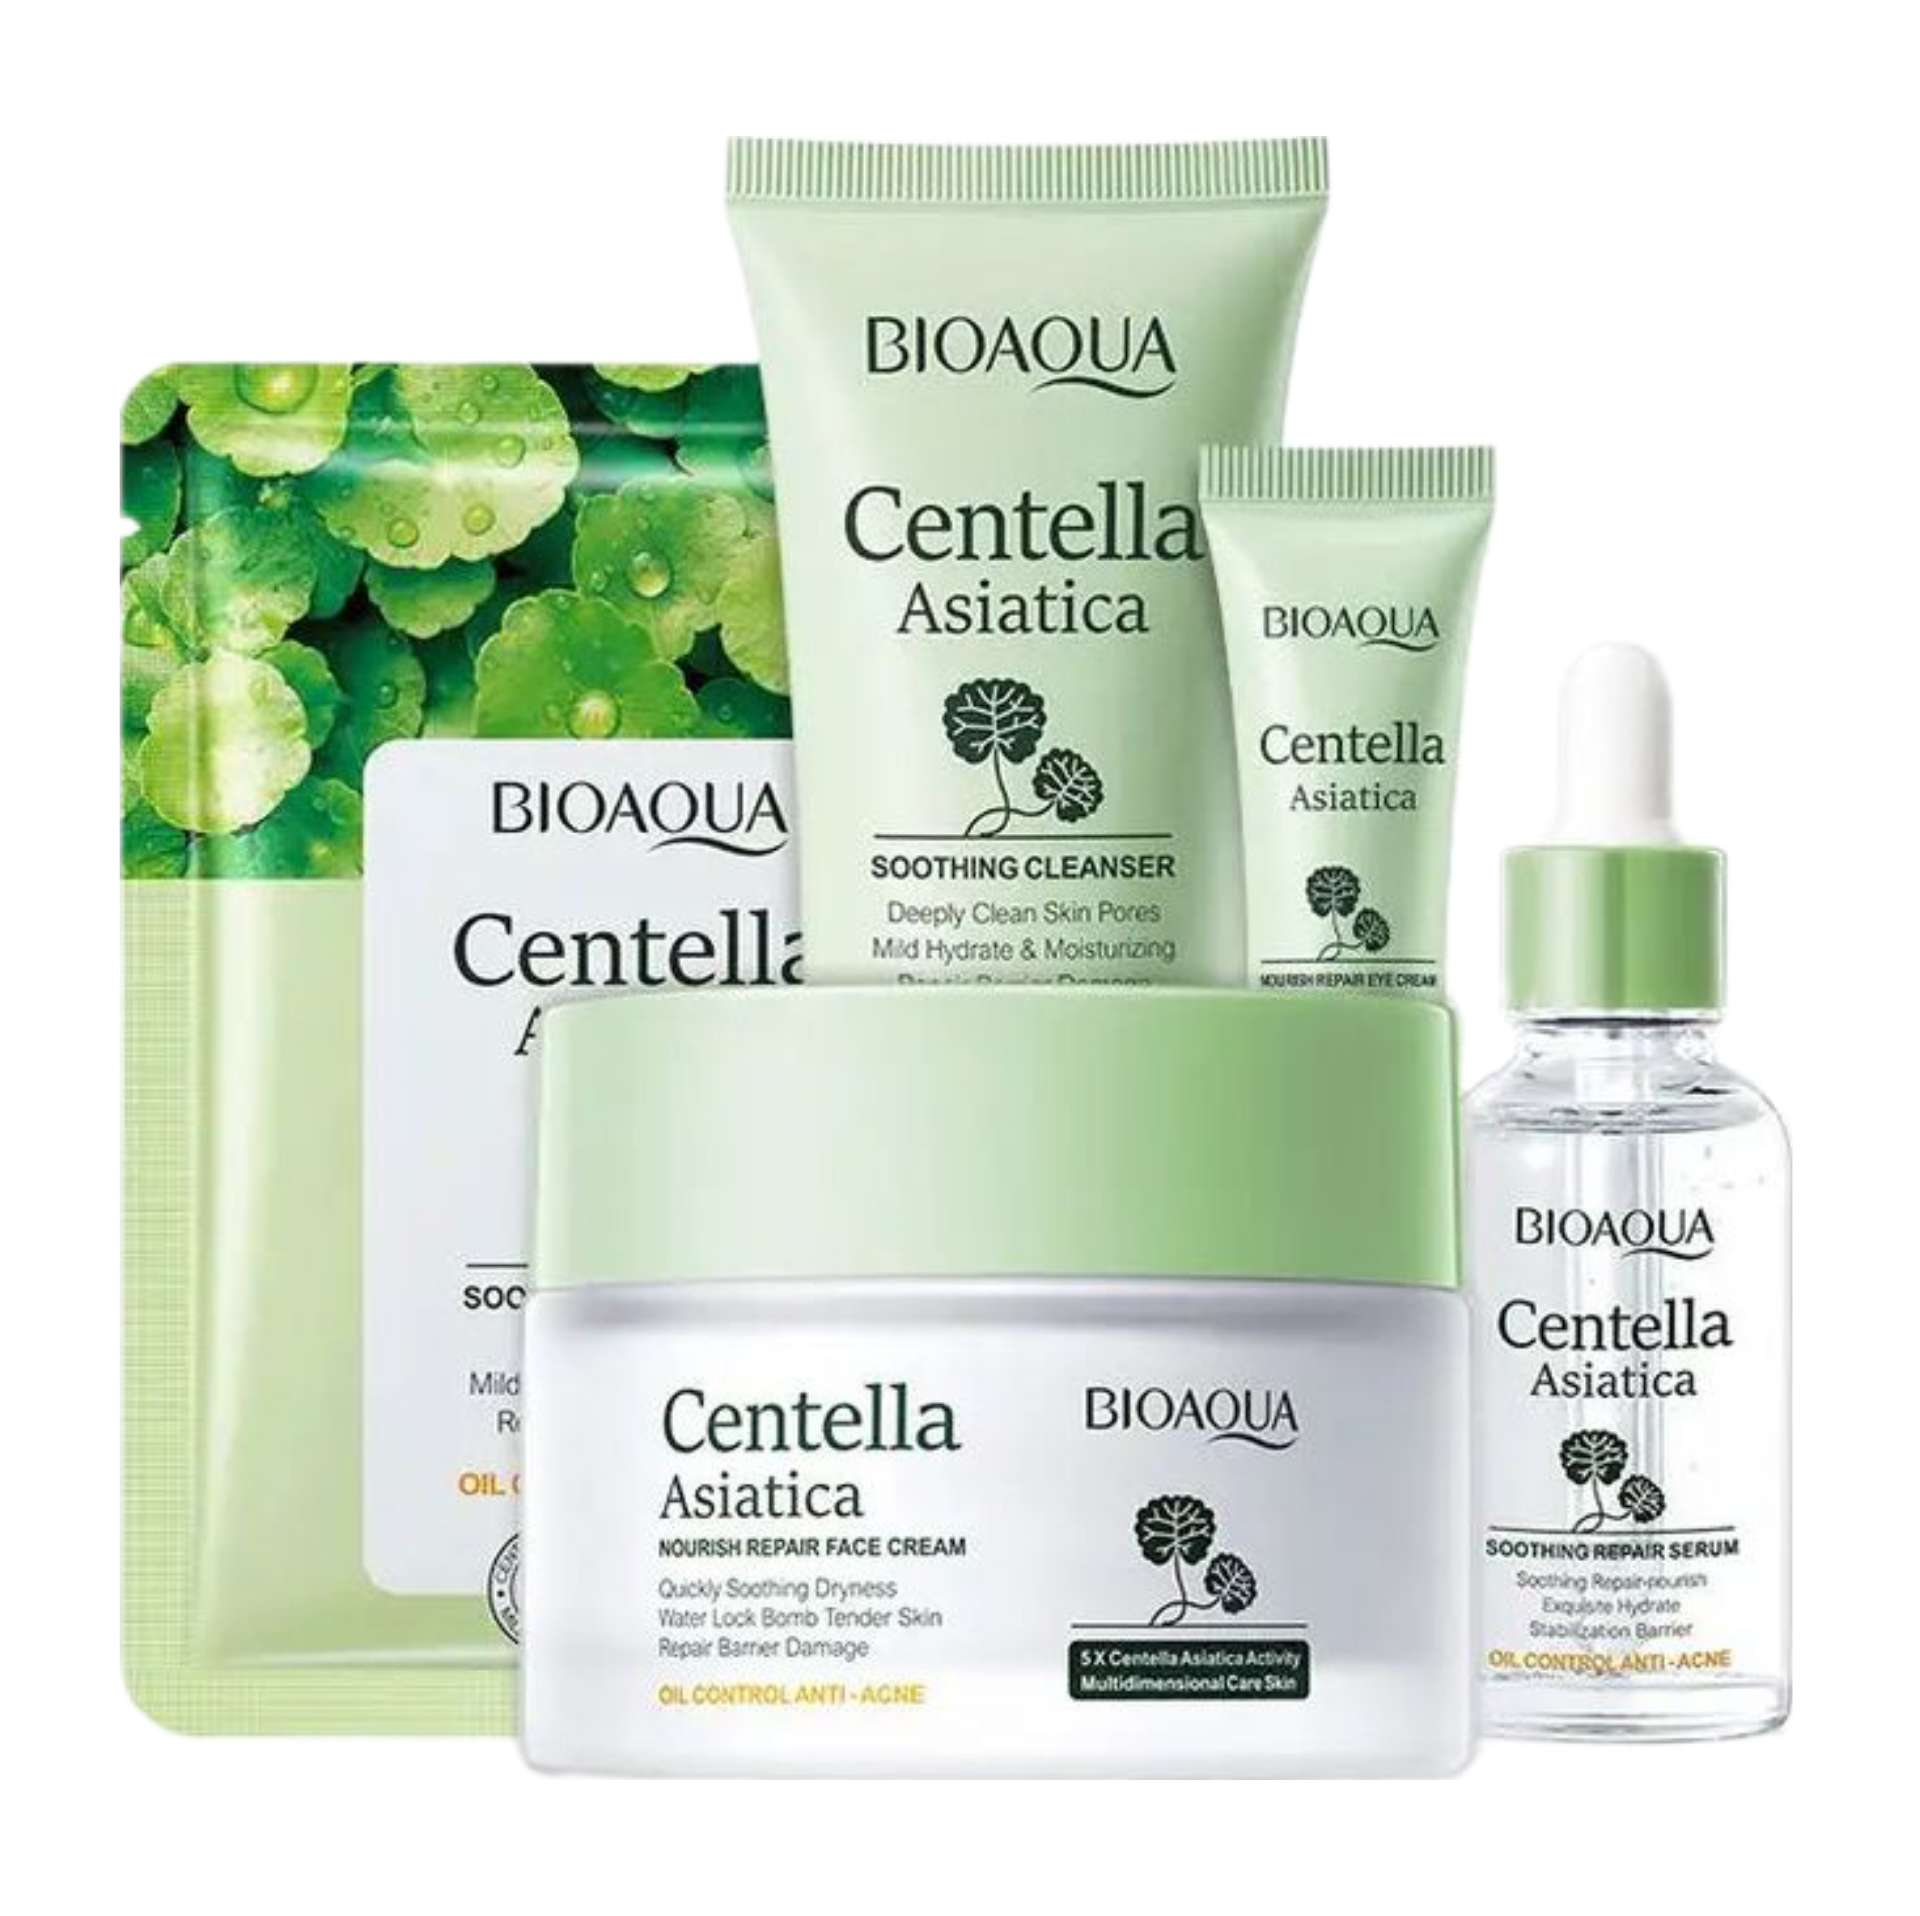 BIOAQUA
Centella
Asiatica
SOOTHING CLEANSER
Deeply Clean Skin Pores
Mild Hydrate & Moisturizing
Repair Barrier Damage
BIOAQUA
Centella
Asiatica
NOURISH REPAIR EYE CREAM
BIOAQUA
Centella
Mild
OIL
BIOAQUA
Centella
Asiatica
SOOTHING REPAIR SERUM
Soothing Repair-nourish
Exquisite Hydrate
Stabilization Barrier
OIL CONTROL ANTI-ACNE
Centella
Asiatica
NOURISH REPAIR FACE CREAM
Quickly Soothing Dryness
Water Lock Bomb Tender Skin
Repair Barrier Damage
OIL CONTROL ANTI-ACNE
BIOAQUA
5 X Centella Asiatica Activity
Multidimensional Care Skin